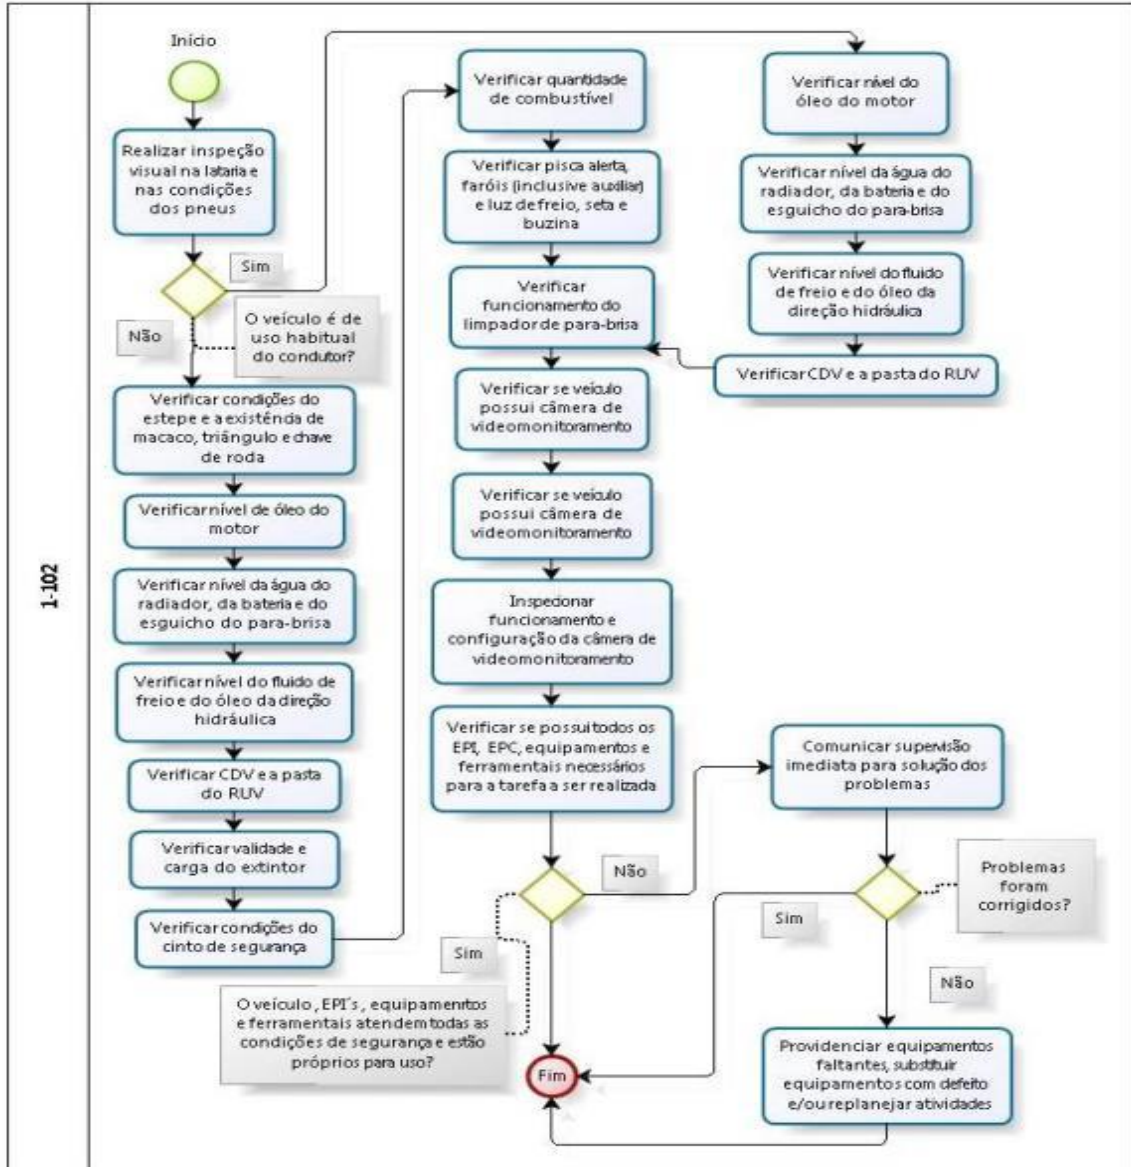 1-102
Início
Realizar inspeção
visual na lataria e
nas condições
dos pneus
Sim
Não
O veículo é de
uso habitual
do condutor?
Verificar condições do
estepe e a existência de
macaco, triângulo e chave
de roda
Verificar nível de óleo do
motor
Verificar nível da água do
radiador, da bateria e do
esguicho do para-brisa
Verificar nível do fluido de
freio e do óleo da direção
hidráulica
Verificar CDV e a pasta
do RUV
Verificar validade e
carga do extintor
Verificar condições do
cinto de segurança
Verificar quantidade
de combustível
Verificar pisca alerta,
faróis (inclusive auxiliar)
e luz de freio, seta e
buzina
Verificar
funcionamento do
limpador de para-brisa
Verificar se veículo
possui câmera de
videomonitoramento
Verificar se veículo
possui câmera de
videomonitoramento
Inspecionar
funcionamento e
configuração da câmera de
videomonitoramento
Verificar se possui todos os
EPI, EPC, equipamentos e
ferramentais necessários
para a tarefa a ser realizada
Não
Sim
O veículo, EPI´s, equipamentos
e ferramentais atendem todas as
condições de segurança e estão
próprios para uso?
Fim
Verificar nível do
óleo do motor
Verificar nível da água do
radiador, da bateria e do
esguicho do para-brisa
Verificar nível do fluido
de freio e do óleo da
direção hidráulica
Verificar CDV e a pasta do RUV
Comunicar supervisão
imediata para solução dos
problemas
Problemas
foram
corrigidos?
Sim
Não
Providenciar equipamentos
faltantes, substituir
equipamentos com defeito
e/ou replanejar atividades